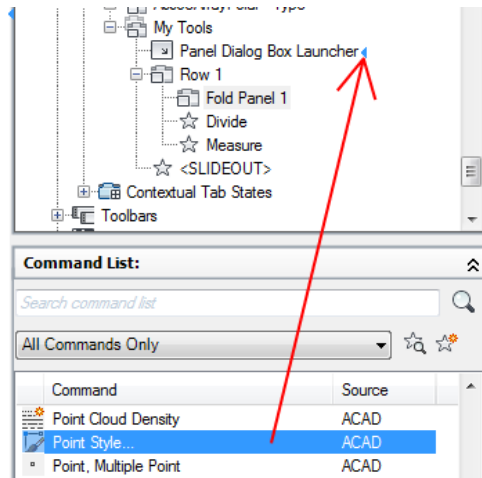 My Tools
Panel Dialog Box Launcher
Row 1
Fold Panel 1
Divide
Measure
<SLIDEOUT>
Contextual Tab States
Toolbars
Command List:
Search command list
All Commands Only
Command Source
Point Cloud Density ACAD
Point Style... ACAD
Point, Multiple Point ACAD